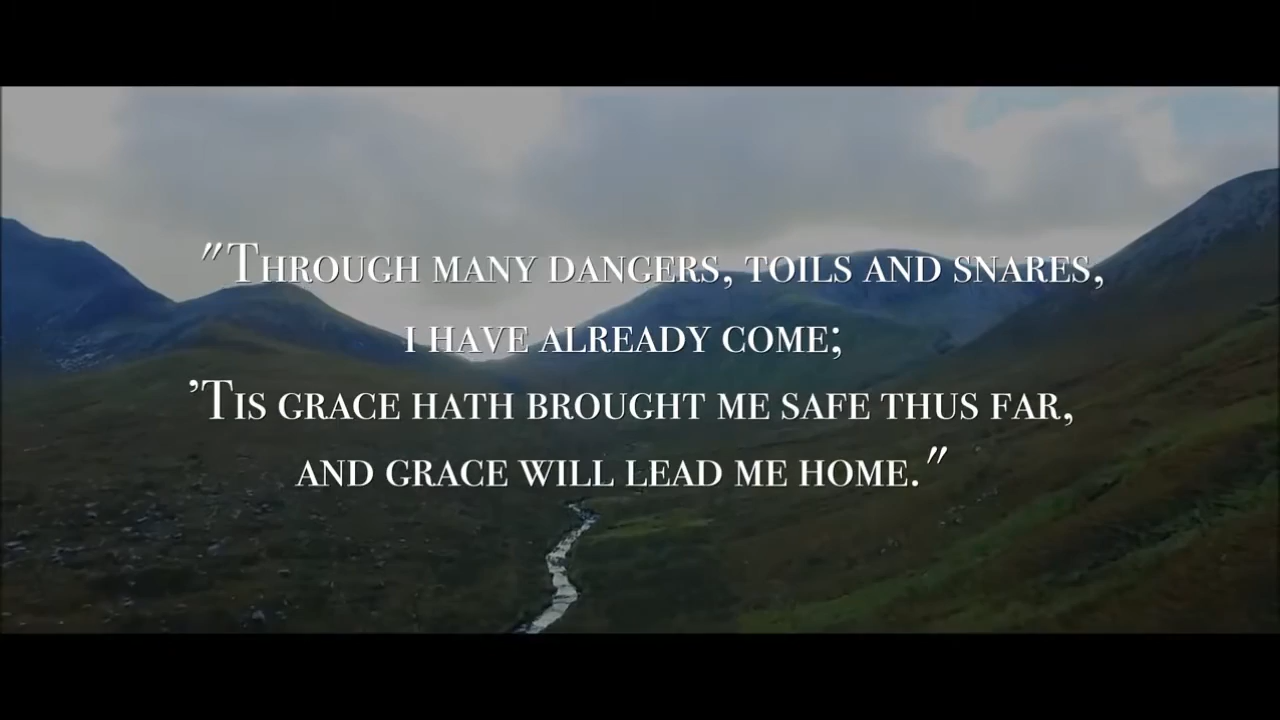 "Through many dangers, toils and snares,
i have already come;
'Tis grace hath brought me safe thus far,
and grace will lead me home."